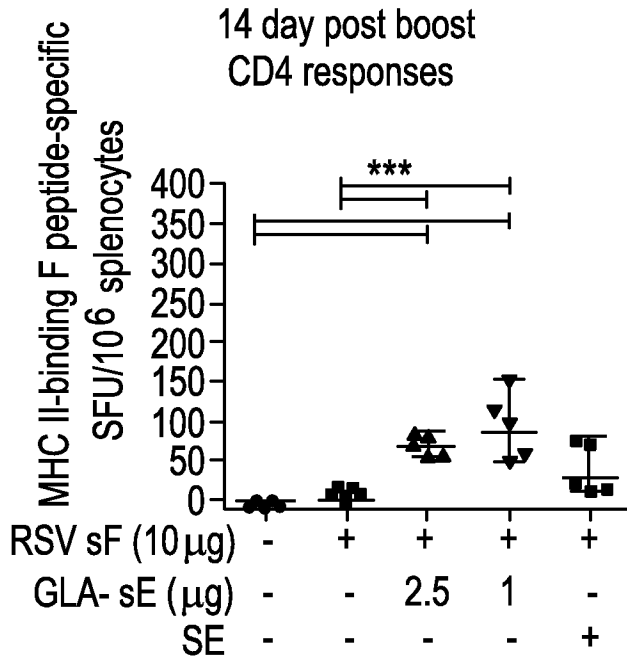 14 day post boost
CD4 responses
MHC II-binding F peptide-specific
SFU/10⁶ splenocytes
***
400
350
300
250
200
150
100
50
0
RSV sF (10 µg) - + + + +
GLA- sE (µg) - - 2.5 1 -
SE - - - - +